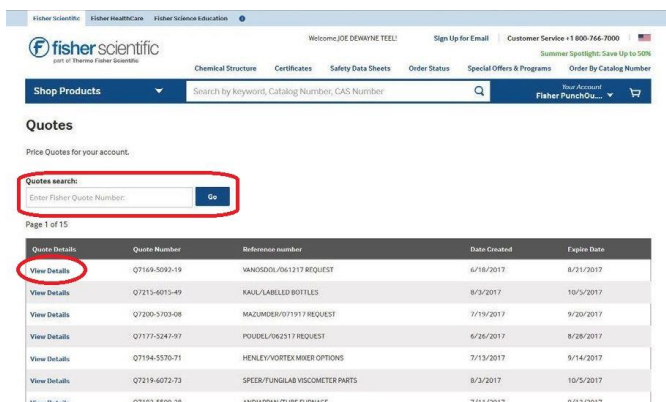 Fisher Scientific Fisher HealthCare Fisher Science Education
fisher scientific
part of Thermo Fisher Scientific
Welcome, JOE DEWAYNE TEEL!
Sign Up for Email
Customer Service +1 800-766-7000
Summer Spotlight: Save Up to 50%
Chemical Structure Certificates Safety Data Sheets Order Status Special Offers & Programs Order By Catalog Number
Shop Products
Search by keyword, Catalog Number, CAS Number
Your Account
Fisher PunchOu....
Quotes
Price Quotes for your account.
Quotes search:
Enter Fisher Quote Number:
Go
Page 1 of 15
Quote Details Quote Number Reference number Date Created Expire Date
View Details Q7169-5092-19 VANOSDOL/061217 REQUEST 6/18/2017 8/21/2017
View Details Q7215-6015-49 KAUL/LABELED BOTTLES 8/3/2017 10/5/2017
View Details Q7200-5703-08 MAZUMDER/071917 REQUEST 7/19/2017 9/20/2017
View Details Q7177-5247-97 POUDEL/062517 REQUEST 6/26/2017 8/28/2017
View Details Q7194-5570-71 HENLEY/VORTEX MIXER OPTIONS 7/13/2017 9/14/2017
View Details Q7219-6072-73 SPEER/FUNGILAB VISCOMETER PARTS 8/3/2017 10/5/2017